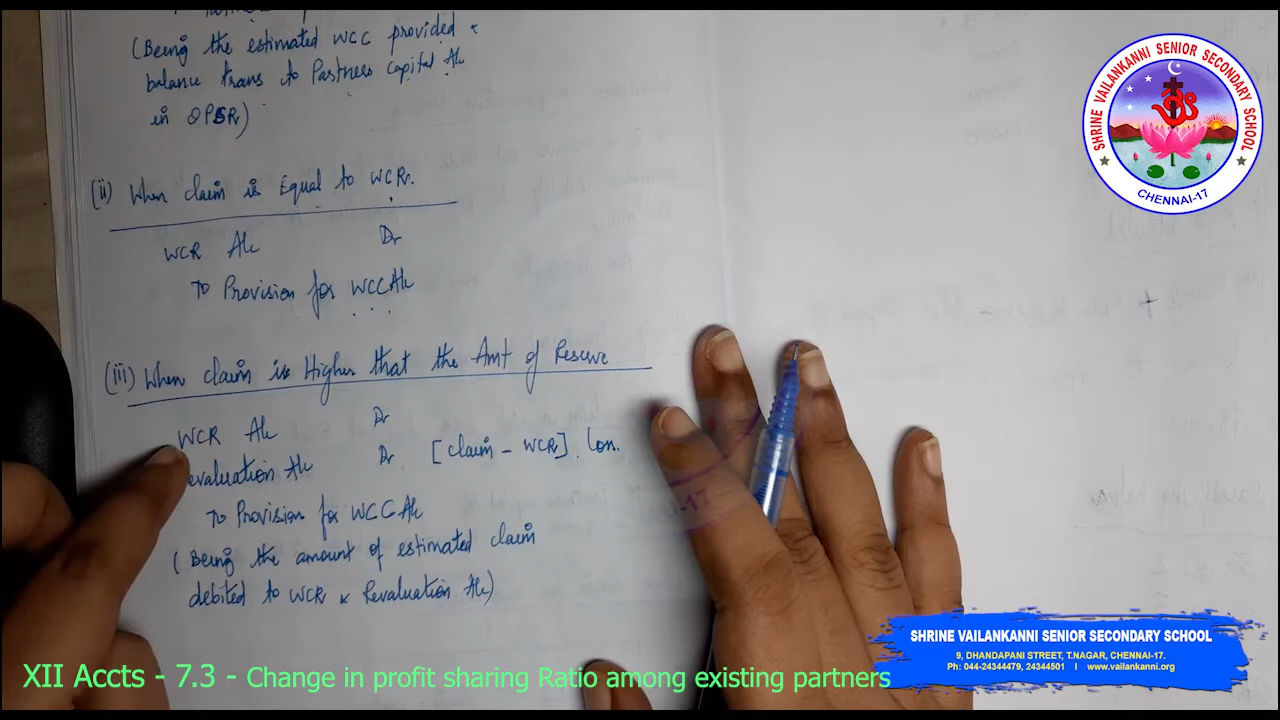 (Being the estimated WCC provided &
balance trans to Partners Capital A/c
in OPSR)
(ii) When claim is Equal to WCR.
WCR A/c Dr
To Provision for WCC A/c
(iii) When claim is Higher that the Amt of Reserve
WCR A/c Dr
Revaluation A/c Dr [Claim - WCR] Loss.
To Provision for WCC A/c
(Being the amount of estimated claim
debited to WCR & Revaluation A/c)
SHRINE VAILANKANNI SENIOR SECONDARY SCHOOL
CHENNAI-17
SHRINE VAILANKANNI SENIOR SECONDARY SCHOOL
9, DHANDAPANI STREET, T.NAGAR, CHENNAI-17.
Ph: 044-24344479, 24344501 I www.vailankanni.org
XII Accts - 7.3 - Change in profit sharing Ratio among existing partners